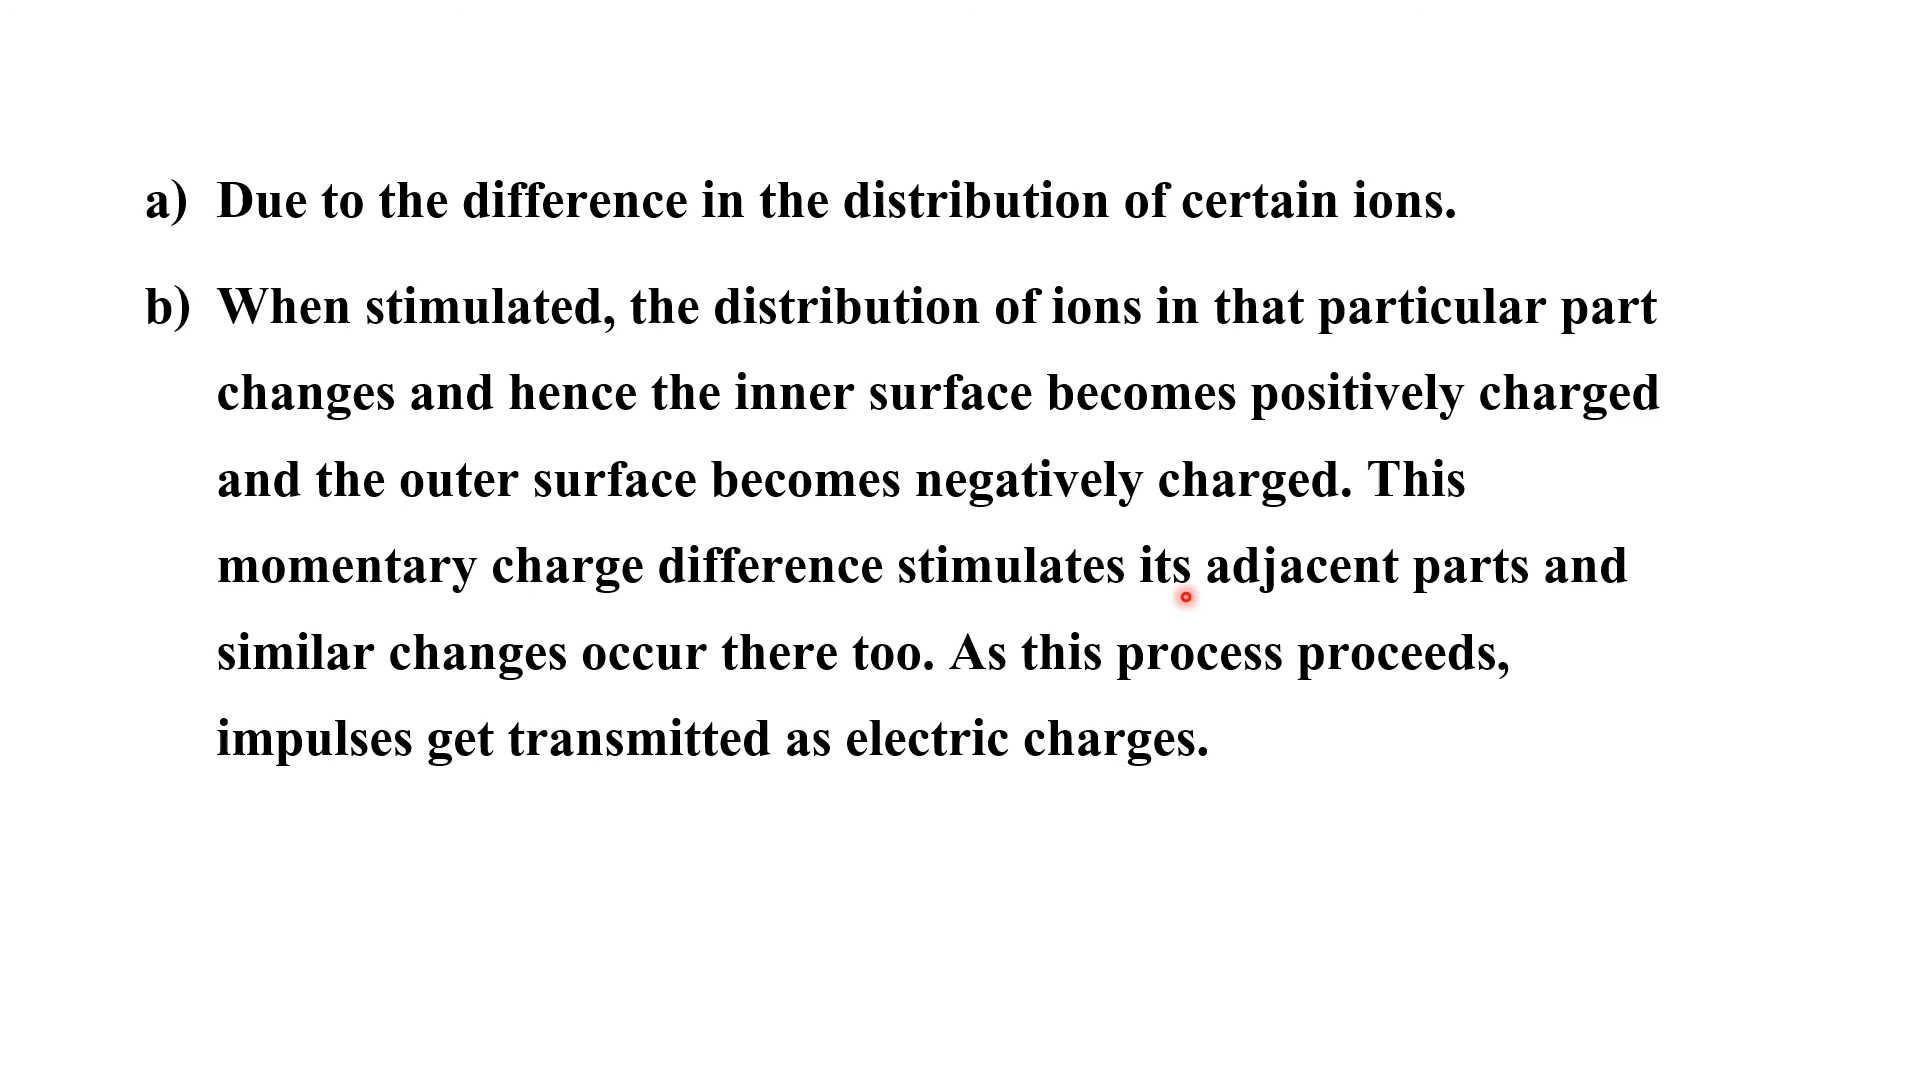 a) Due to the difference in the distribution of certain ions.
b) When stimulated, the distribution of ions in that particular part
changes and hence the inner surface becomes positively charged
and the outer surface becomes negatively charged. This
momentary charge difference stimulates its adjacent parts and
similar changes occur there too. As this process proceeds,
impulses get transmitted as electric charges.